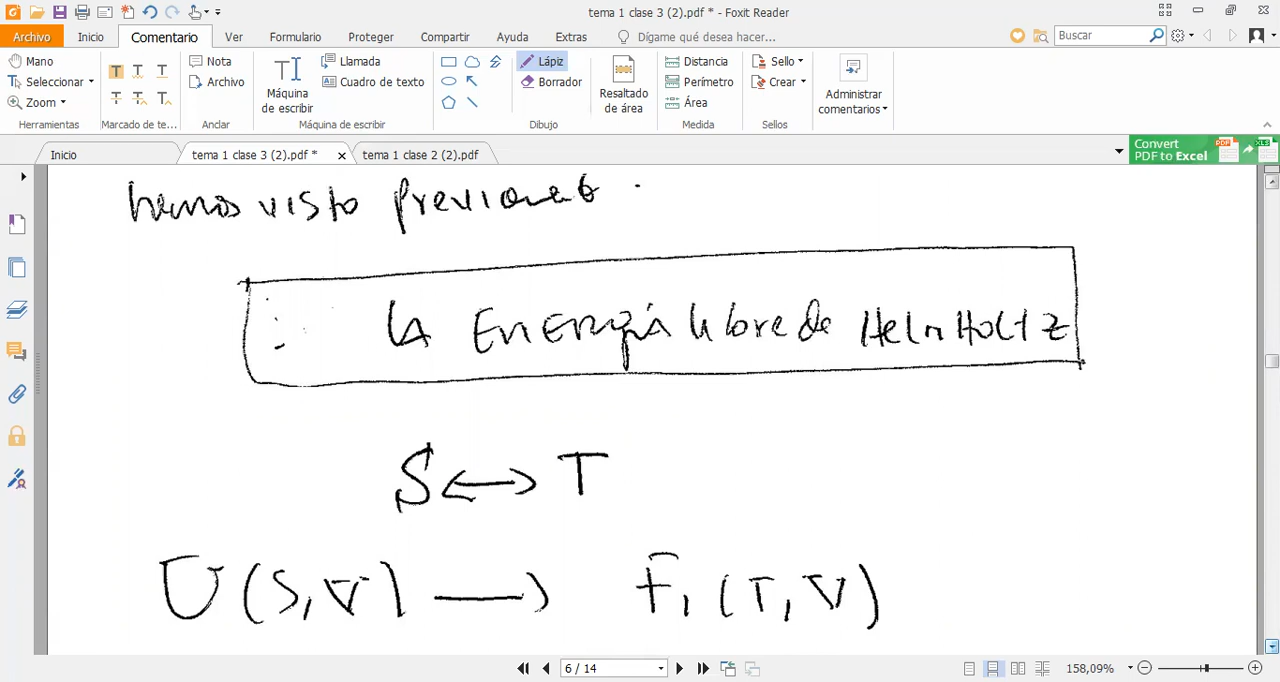 tema 1 clase 3 (2).pdf * - Foxit Reader
Archivo Inicio Comentario Ver Formulario Proteger Compartir Ayuda Extras Dígame qué desea hacer... Buscar
Mano
Seleccionar
Zoom
Herramientas
Marcado de te...
Nota
Archivo
Anclar
Máquina de escribir
Llamada
Cuadro de texto
Máquina de escribir
Lápiz
Borrador
Dibujo
Resaltado de área
Distancia
Perímetro
Área
Medida
Sello
Crear
Sellos
Administrar comentarios
Inicio tema 1 clase 3 (2).pdf * tema 1 clase 2 (2).pdf
Convert
PDF to Excel
hemos visto previamente.
∴ LA ENERGía libre de HelmHoltz
S ↔ T
U(S,V) → F₁(T,V)
6 / 14 158,09%